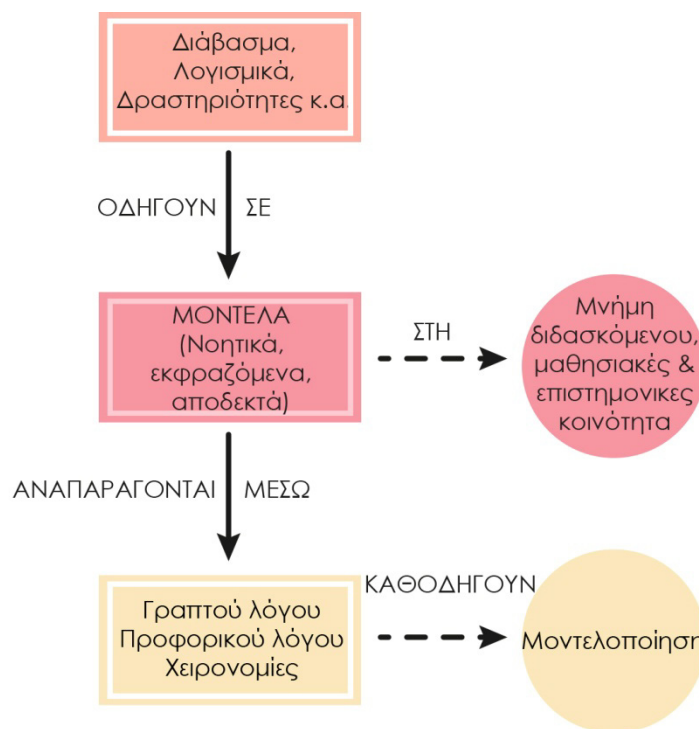 Διάβασμα,
Λογισμικά,
Δραστηριότητες κ.α.
ΟΔΗΓΟΥΝ ΣΕ
ΜΟΝΤΕΛΑ
(Νοητικά,
εκφραζόμενα,
αποδεκτά)
ΣΤΗ
Μνήμη
διδασκόμενου,
μαθησιακές &
επιστημονικες
κοινότητα
ΑΝΑΠΑΡΑΓΟΝΤΑΙ ΜΕΣΩ
Γραπτού λόγου
Προφορικού λόγου
Χειρονομίες
ΚΑΘΟΔΗΓΟΥΝ
Μοντελοποίηση